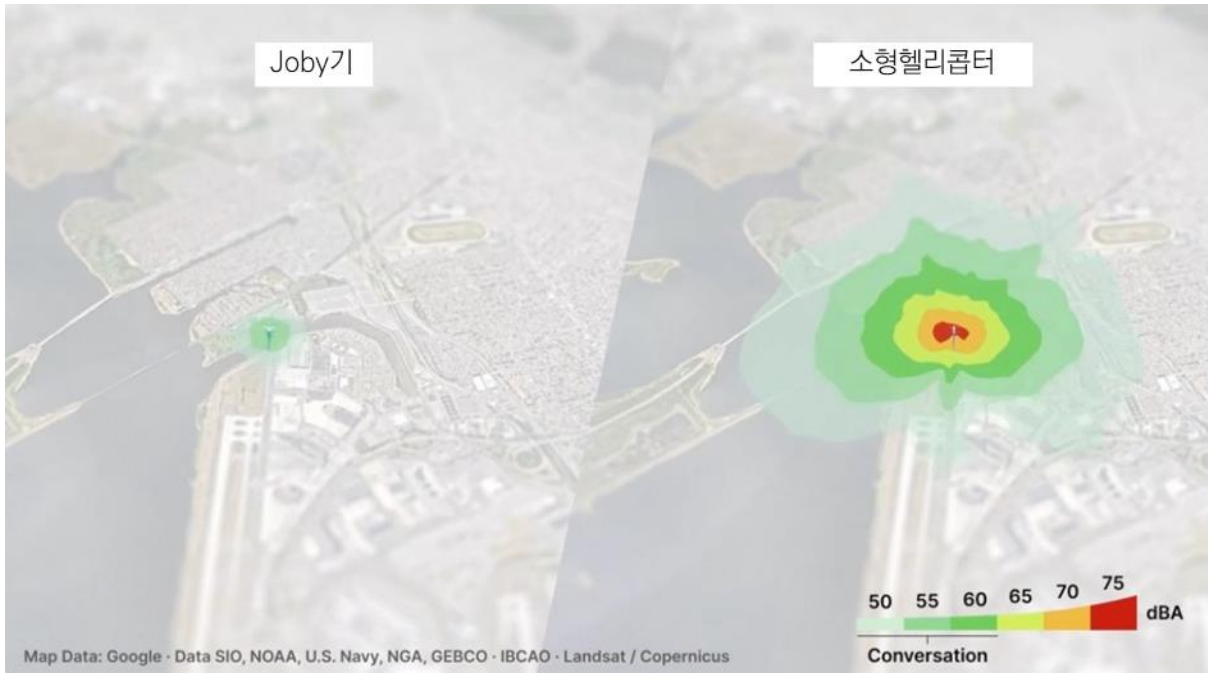 Joby기
소형헬리콥터
50 55 60 65 70 75
dBA
Conversation
Map Data: Google · Data SIO, NOAA, U.S. Navy, NGA, GEBCO · IBCAO · Landsat / Copernicus